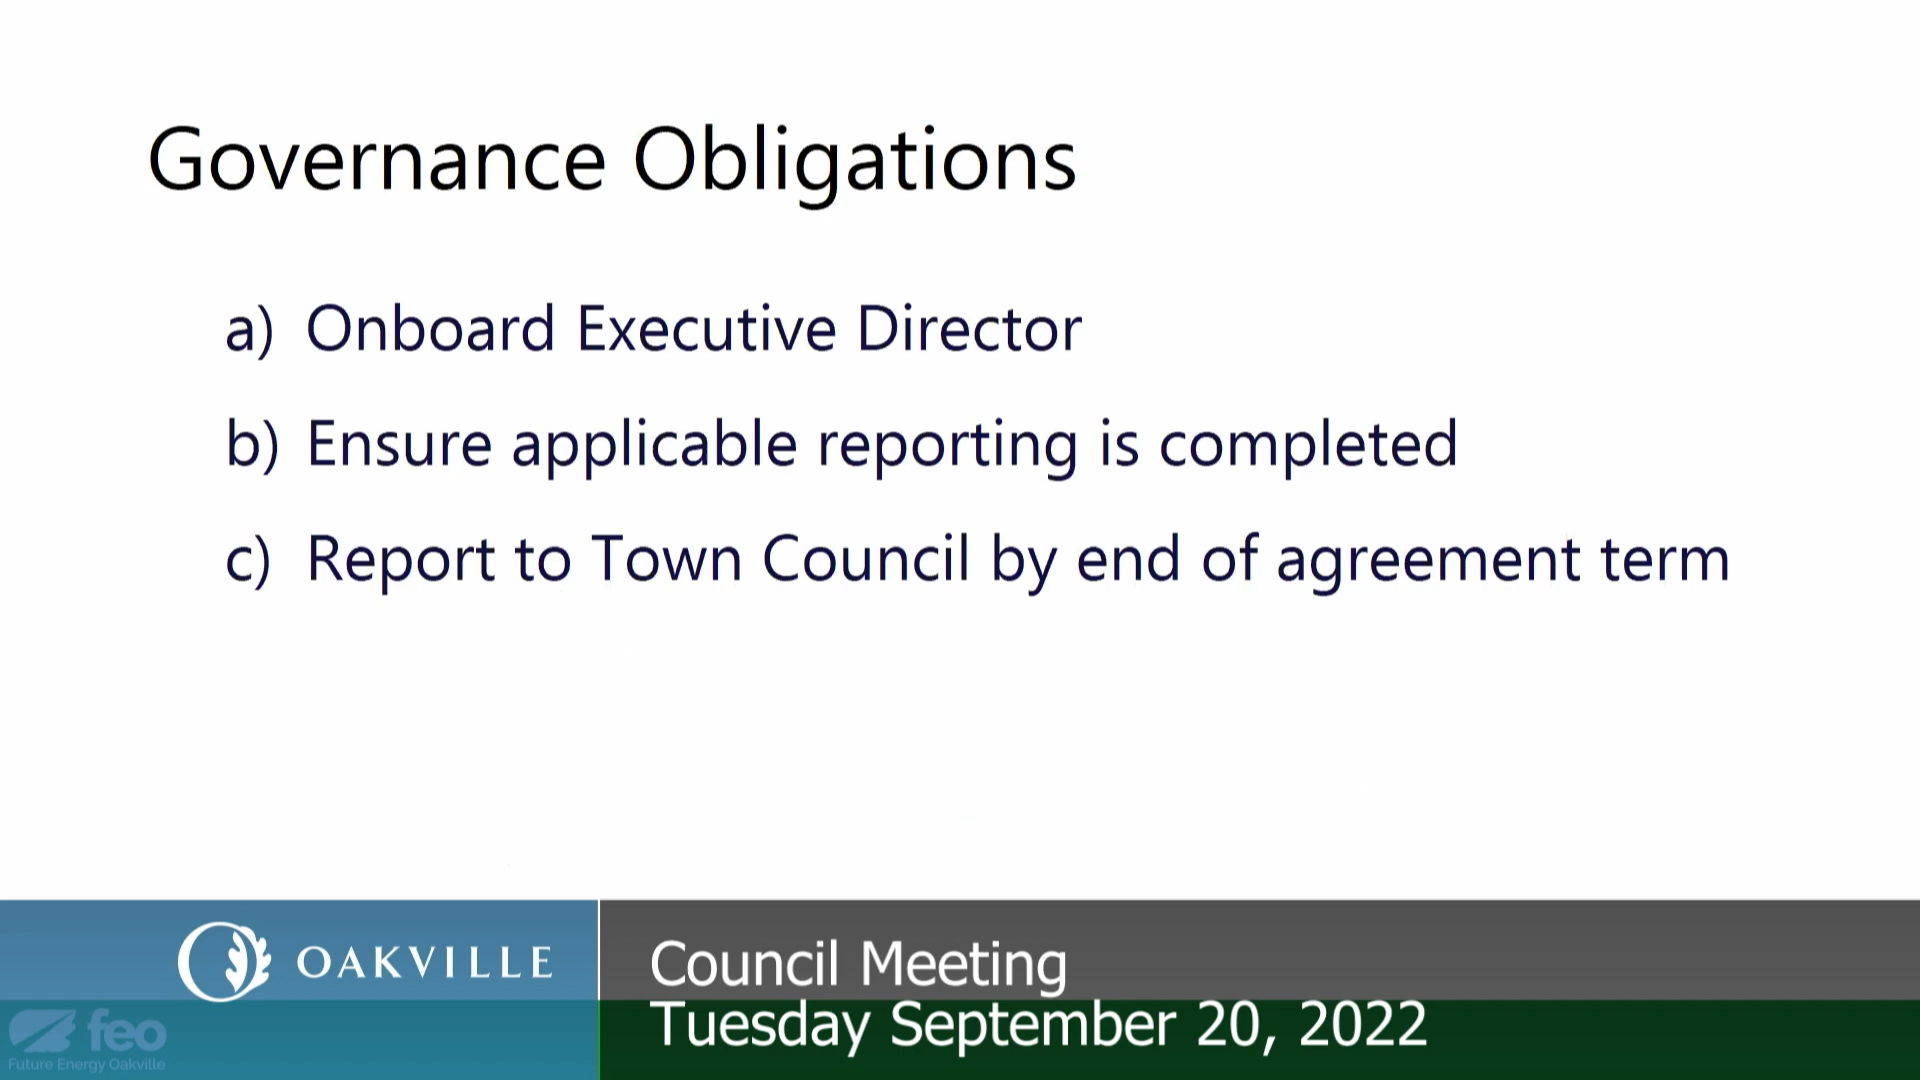 Governance Obligations
a) Onboard Executive Director
b) Ensure applicable reporting is completed
c) Report to Town Council by end of agreement term
OAKVILLE
Council Meeting
Tuesday September 20, 2022
feo
Future Energy Oakville